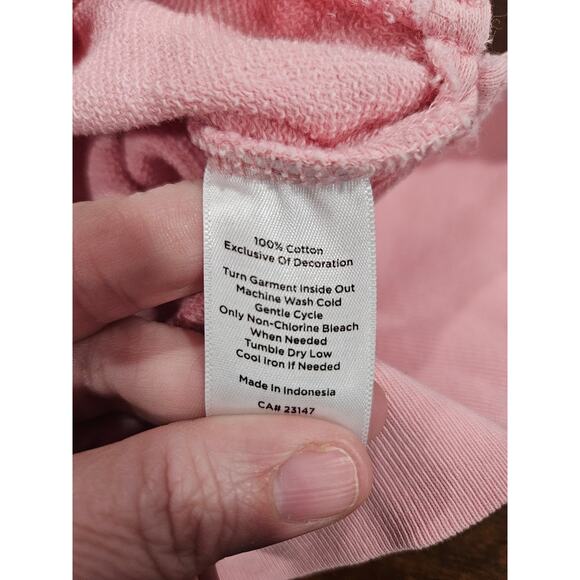 100% Cotton
Exclusive Of Decoration
Turn Garment Inside Out
Machine Wash Cold
Gentle Cycle
Only Non-Chlorine Bleach
When Needed
Tumble Dry Low
Cool Iron If Needed
Made In Indonesia
CA# 23147